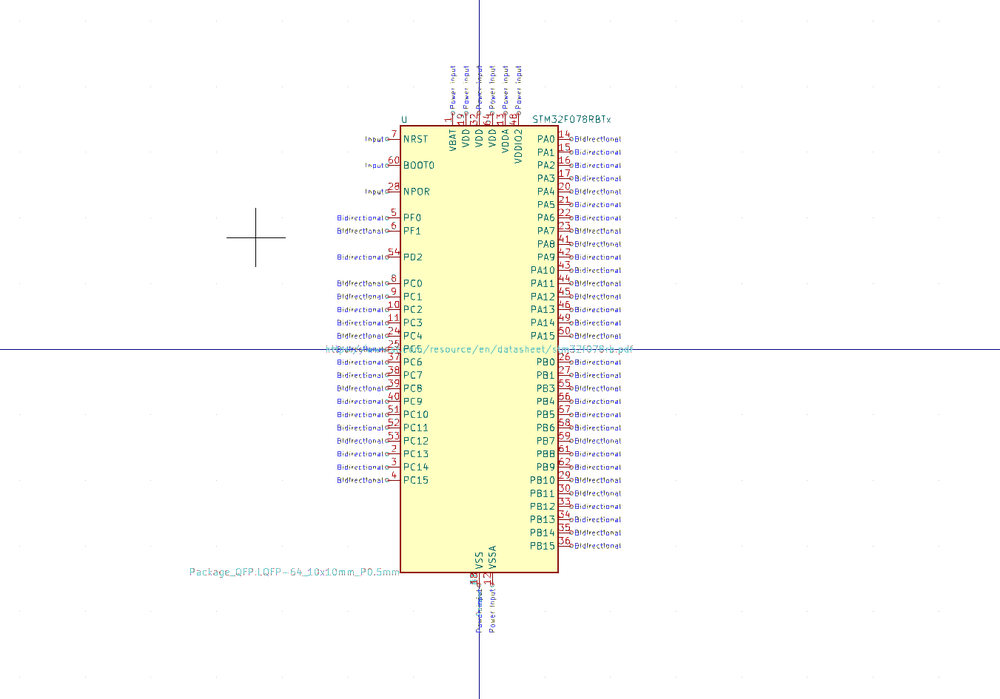 Power Input Power Input Power Input Power Input Power Input Power Input
U STM32F078RBTx
1 19 32 64 13 48
VBAT VDD VDD VDD VDDA VDDIO2
Input 7 NRST PA0 14 Bidirectional
PA1 15 Bidirectional
Input 60 BOOT0 PA2 16 Bidirectional
PA3 17 Bidirectional
Input 28 NPOR PA4 20 Bidirectional
PA5 21 Bidirectional
Bidirectional 5 PF0 PA6 22 Bidirectional
Bidirectional 6 PF1 PA7 23 Bidirectional
PA8 41 Bidirectional
Bidirectional 54 PD2 PA9 42 Bidirectional
PA10 43 Bidirectional
Bidirectional 8 PC0 PA11 44 Bidirectional
Bidirectional 9 PC1 PA12 45 Bidirectional
Bidirectional 10 PC2 PA13 46 Bidirectional
Bidirectional 11 PC3 PA14 49 Bidirectional
Bidirectional 24 PC4 PA15 50 Bidirectional
25 /resource/en/datasheet/stm32f078rb.pdf
Bidirectional 37 PC6 PB0 26 Bidirectional
Bidirectional 38 PC7 PB1 27 Bidirectional
Bidirectional 39 PC8 PB3 55 Bidirectional
Bidirectional 40 PC9 PB4 56 Bidirectional
Bidirectional 51 PC10 PB5 57 Bidirectional
Bidirectional 52 PC11 PB6 58 Bidirectional
Bidirectional 53 PC12 PB7 59 Bidirectional
Bidirectional 2 PC13 PB8 61 Bidirectional
Bidirectional 3 PC14 PB9 62 Bidirectional
Bidirectional 4 PC15 PB10 29 Bidirectional
PB11 30 Bidirectional
PB12 33 Bidirectional
PB13 34 Bidirectional
PB14 35 Bidirectional
PB15 36 Bidirectional
VSS VSSA
Package_QFP:LQFP-64_10x10mm_P0.5mm
12
Power Input